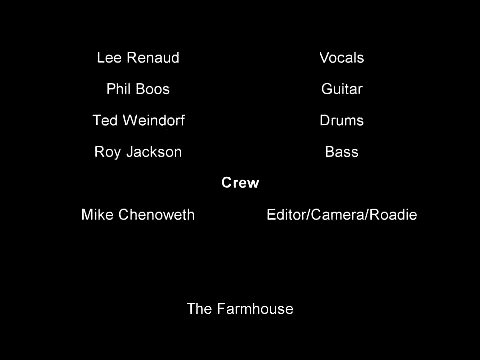 Lee Renaud Vocals
Phil Boos Guitar
Ted Weindorf Drums
Roy Jackson Bass
Crew
Mike Chenoweth Editor/Camera/Roadie
The Farmhouse